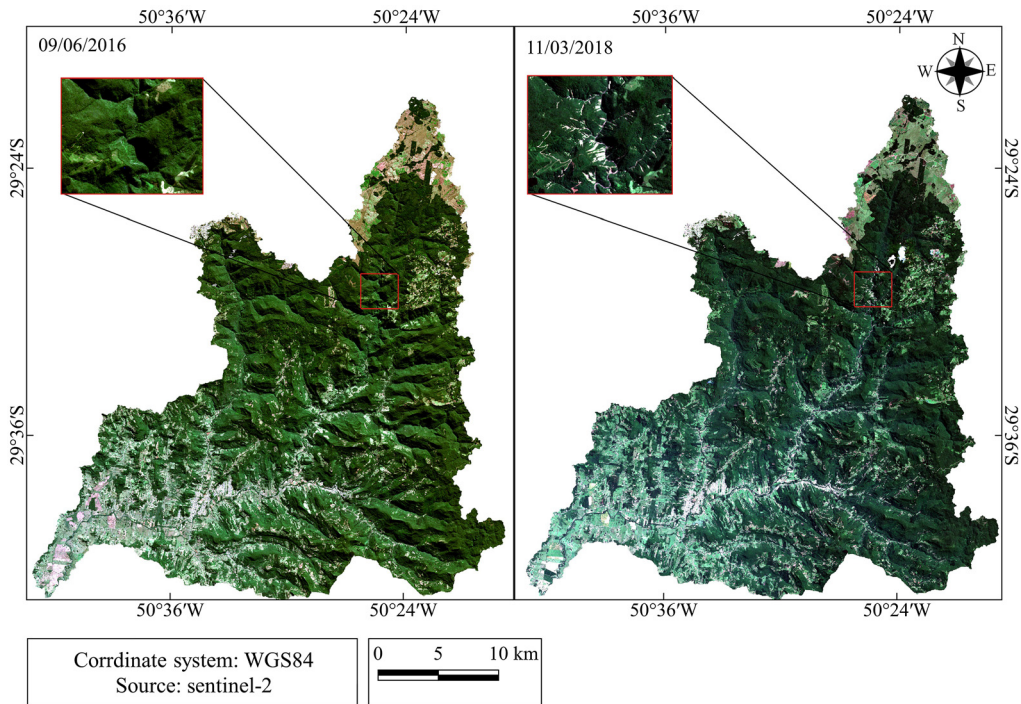 50°36′W 50°24′W 50°36′W 50°24′W
09/06/2016
11/03/2018
N
W E
S
29°24′S
29°24′S
29°36′S
29°36′S
50°36′W 50°24′W 50°36′W 50°24′W
Corrdinate system: WGS84
Source: sentinel-2
0 5 10 km